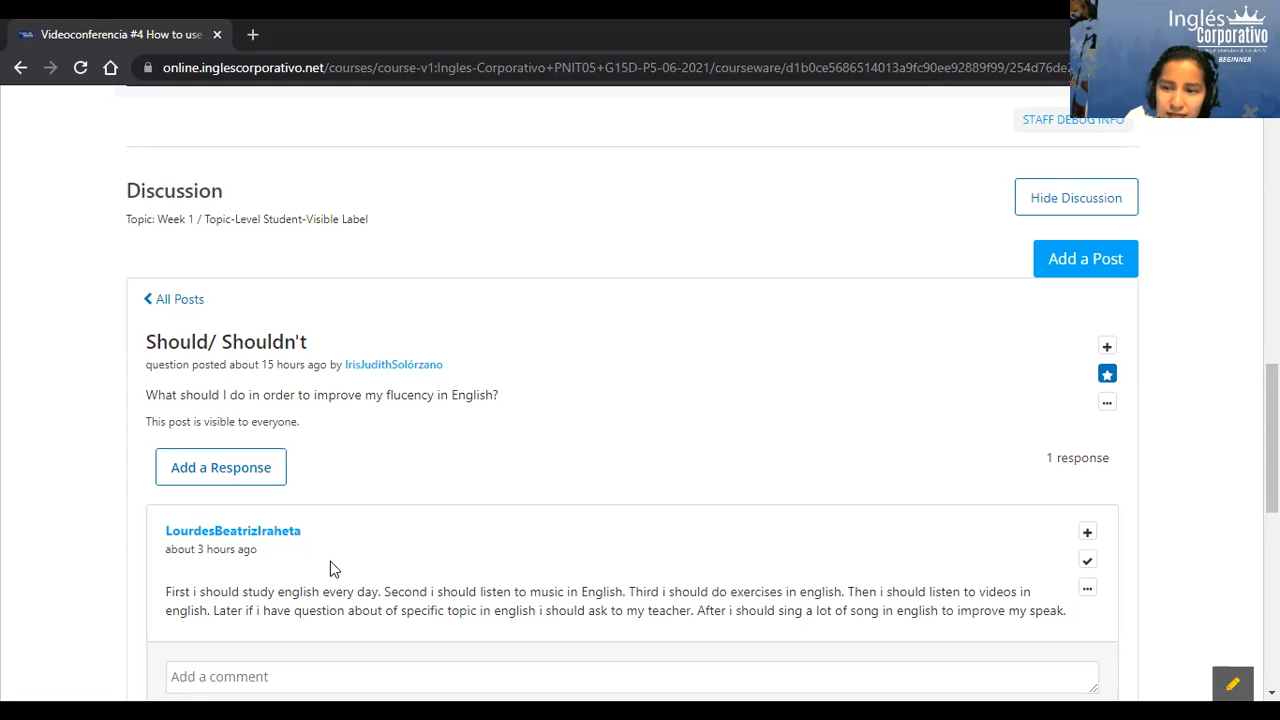 Videoconferencia #4 How to use
Inglés
Corporativo
BEGINNER
online.inglescorporativo.net/courses/course-v1:Ingles-Corpora
PNIT05+G15D-P5-06-2021/courseware/d1b0ce5686514013a9fc90ee92889f99/254d76de2
STAFF DEBUG INFO
Discussion
Hide Discussion
Topic: Week 1 / Topic-Level Student-Visible Label
Add a Post
All Posts
Should/ Shouldn't
question posted about 15 hours ago by IrisJudithSolórzano
What should I do in order to improve my flucency in English?
This post is visible to everyone.
Add a Response
1 response
LourdesBeatrizIraheta
about 3 hours ago
First i should study english every day. Second i should listen to music in English. Third i should do exercises in english. Then i should listen to videos in
english. Later if i have question about of specific topic in english i should ask to my teacher. After i should sing a lot of song in english to improve my speak.
Add a comment